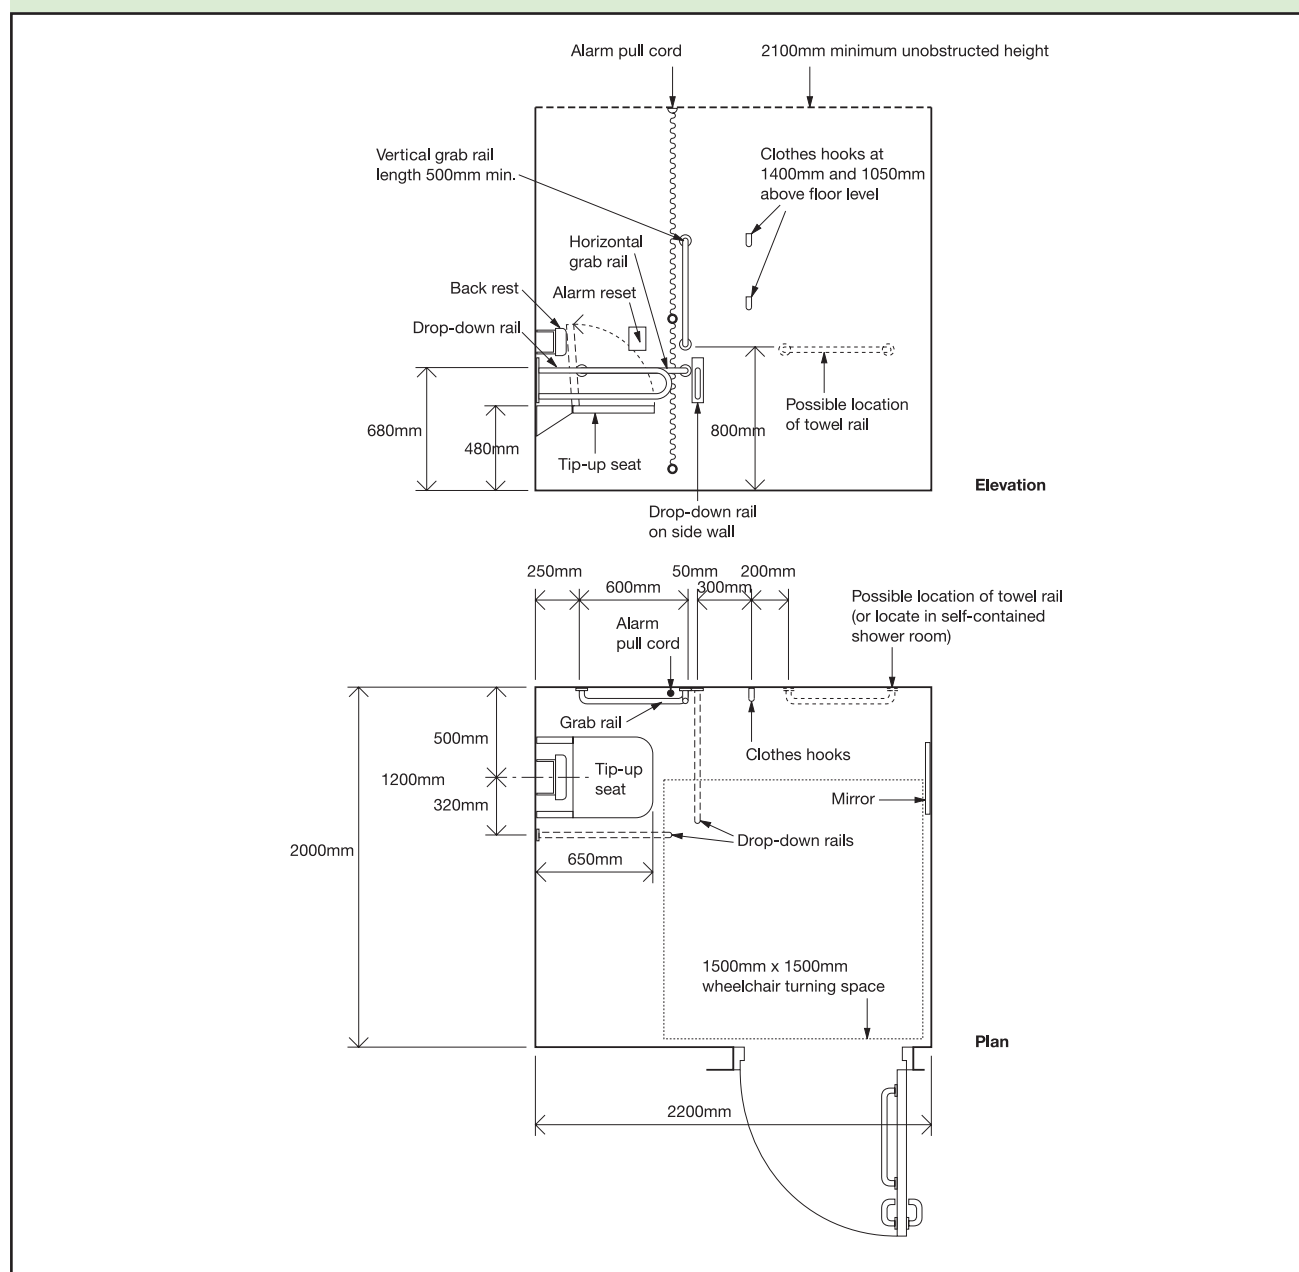 Alarm pull cord
2100mm minimum unobstructed height
Vertical grab rail
length 500mm min.
Clothes hooks at
1400mm and 1050mm
above floor level
Horizontal
grab rail
Back rest
Alarm reset
Drop-down rail
Possible location
of towel rail
680mm
480mm
800mm
Tip-up seat
Elevation
Drop-down rail
on side wall
250mm
600mm
50mm
300mm
200mm
Possible location of towel rail
(or locate in self-contained
shower room)
Alarm
pull cord
Grab rail
500mm
Clothes hooks
1200mm
Tip-up
seat
320mm
Mirror
Drop-down rails
2000mm
650mm
1500mm x 1500mm
wheelchair turning space
Plan
2200mm